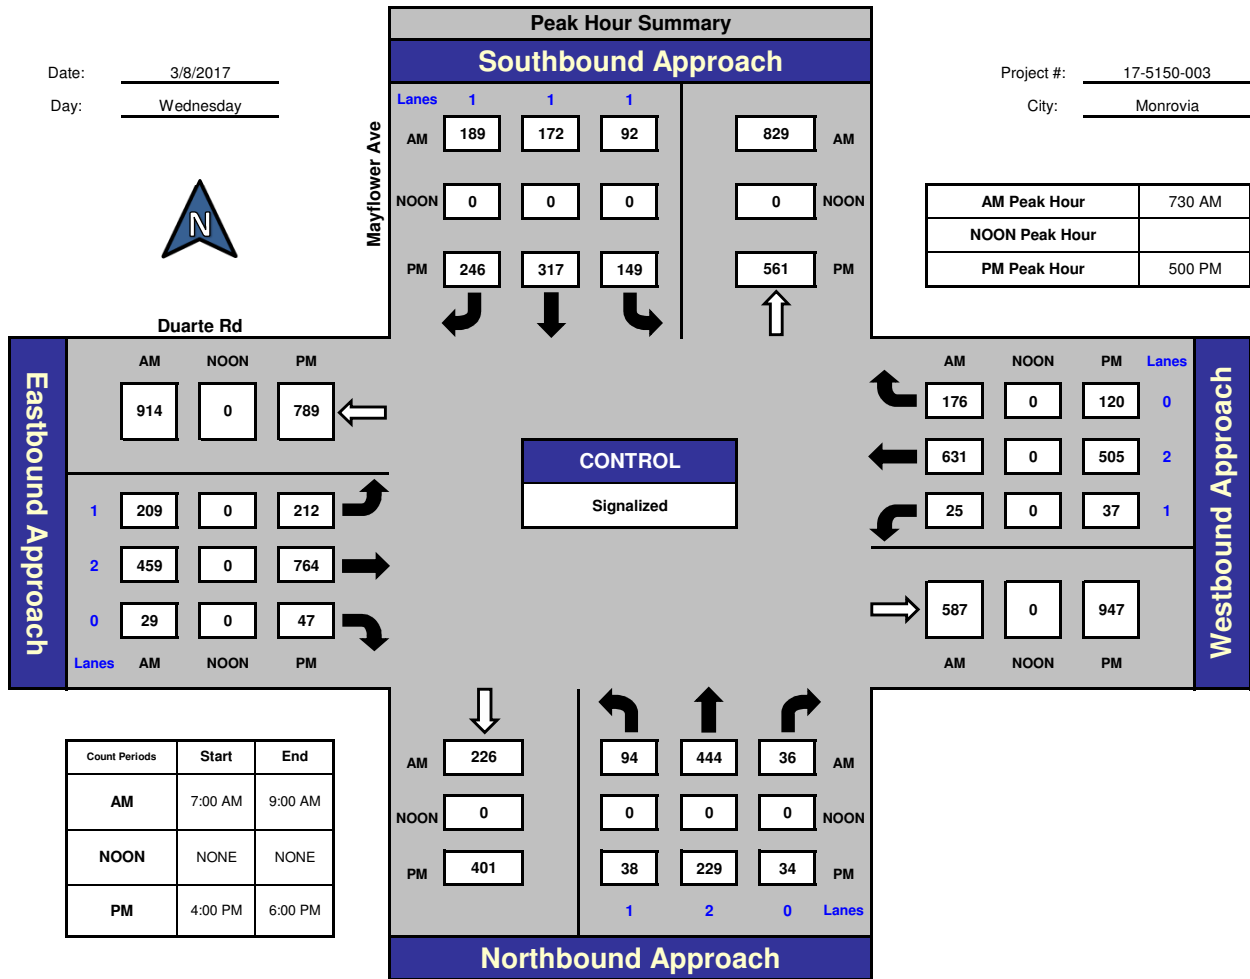 Peak Hour Summary
Southbound Approach
Date: 3/8/2017
Day: Wednesday
Project #: 17-5150-003
City: Monrovia
N
Mayflower Ave
Lanes 1 1 1
AM 189 172 92 829 AM
NOON 0 0 0 0 NOON
PM 246 317 149 561 PM
AM Peak Hour 730 AM
NOON Peak Hour
PM Peak Hour 500 PM
Duarte Rd
Eastbound Approach
AM NOON PM
914 0 789
1 209 0 212
2 459 0 764
0 29 0 47
Lanes AM NOON PM
CONTROL
Signalized
Westbound Approach
AM NOON PM Lanes
176 0 120 0
631 0 505 2
25 0 37 1
587 0 947
AM NOON PM
Count Periods Start End
AM 7:00 AM 9:00 AM
NOON NONE NONE
PM 4:00 PM 6:00 PM
AM 226 94 444 36 AM
NOON 0 0 0 0 NOON
PM 401 38 229 34 PM
1 2 0 Lanes
Northbound Approach